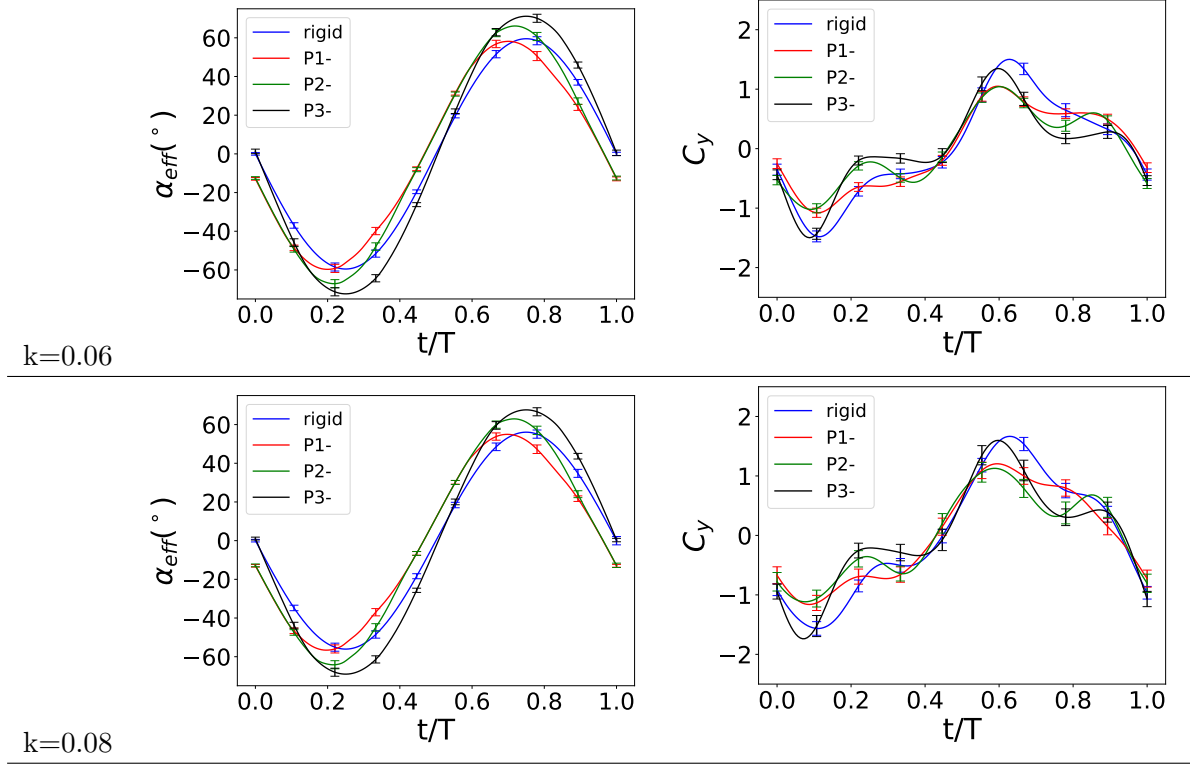 60
40
20
0
−20
−40
−60
α_eff(°)
rigid
P1-
P2-
P3-
0.0 0.2 0.4 0.6 0.8 1.0
t/T
2
1
0
−1
−2
C_y
rigid
P1-
P2-
P3-
0.0 0.2 0.4 0.6 0.8 1.0
t/T
k=0.06
60
40
20
0
−20
−40
−60
α_eff(°)
rigid
P1-
P2-
P3-
0.0 0.2 0.4 0.6 0.8 1.0
t/T
2
1
0
−1
−2
C_y
rigid
P1-
P2-
P3-
0.0 0.2 0.4 0.6 0.8 1.0
t/T
k=0.08